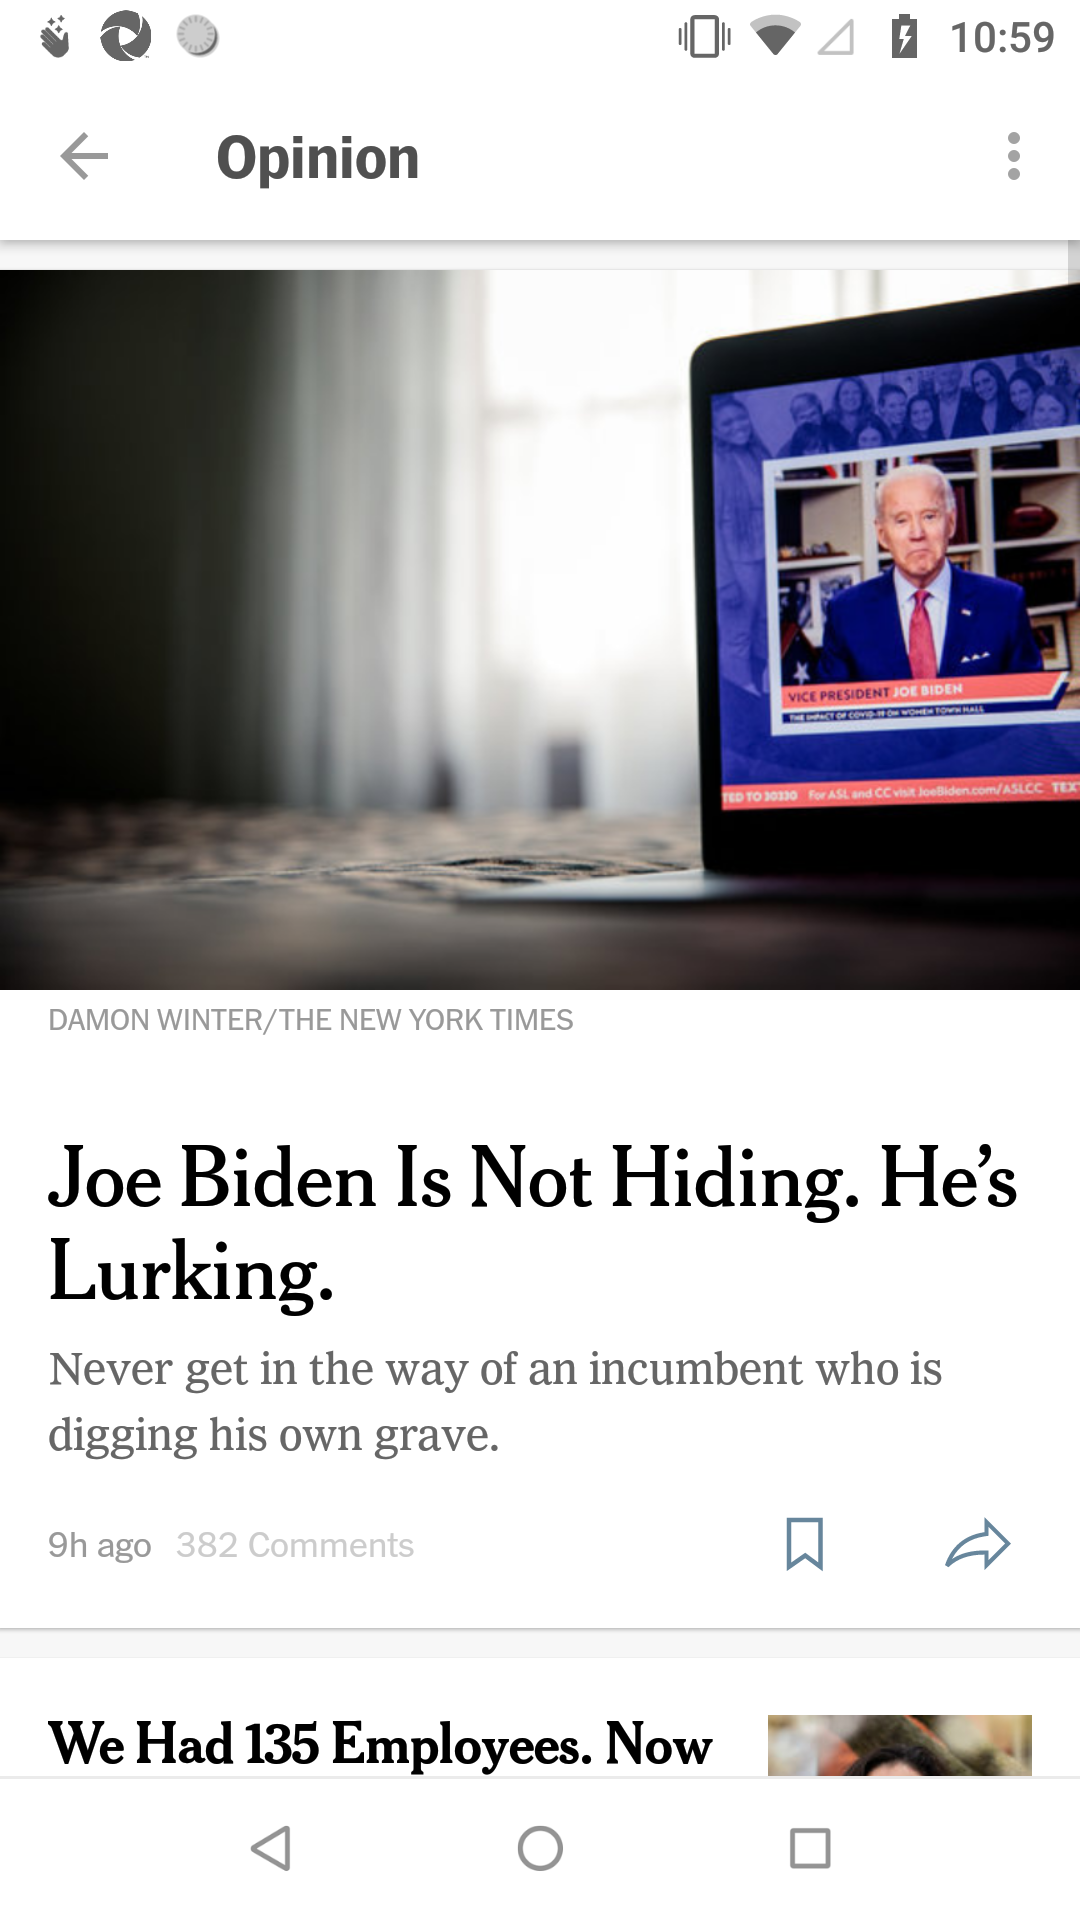 10:59
Opinion
VICE PRESIDENT JOE BIDEN
THE IMPACT OF COVID-19 ON WOMEN TOWN HALL
TED TO 30330 For ASL and CC visit JoeBiden.com/ASLCC TEXT
DAMON WINTER/THE NEW YORK TIMES
Joe Biden Is Not Hiding. He’s
Lurking.
Never get in the way of an incumbent who is
digging his own grave.
9h ago 382 Comments
We Had 135 Employees. Now